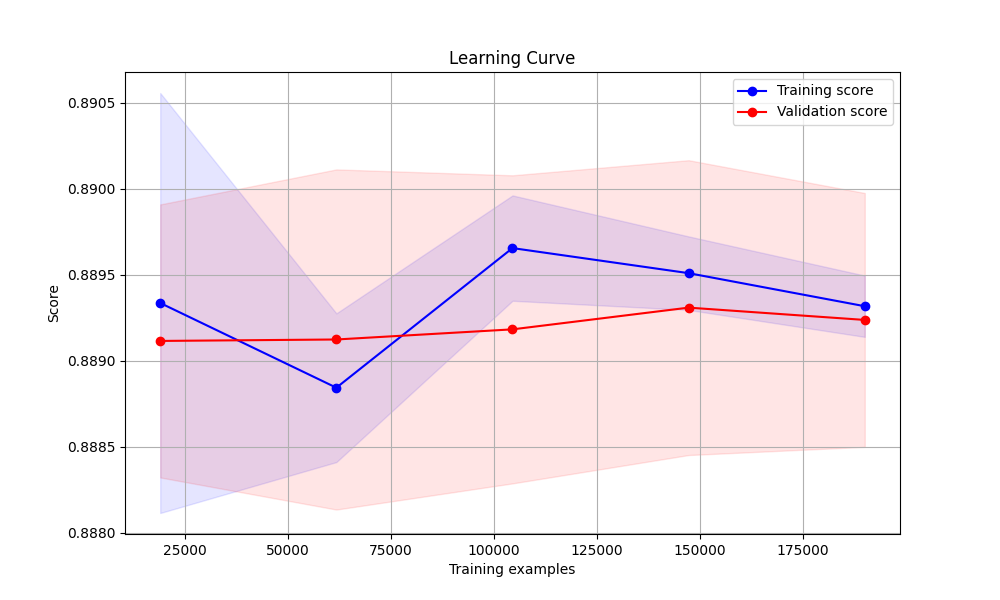 Learning Curve
Training score
Validation score
Score
0.8905
0.8900
0.8895
0.8890
0.8885
0.8880
25000 50000 75000 100000 125000 150000 175000
Training examples